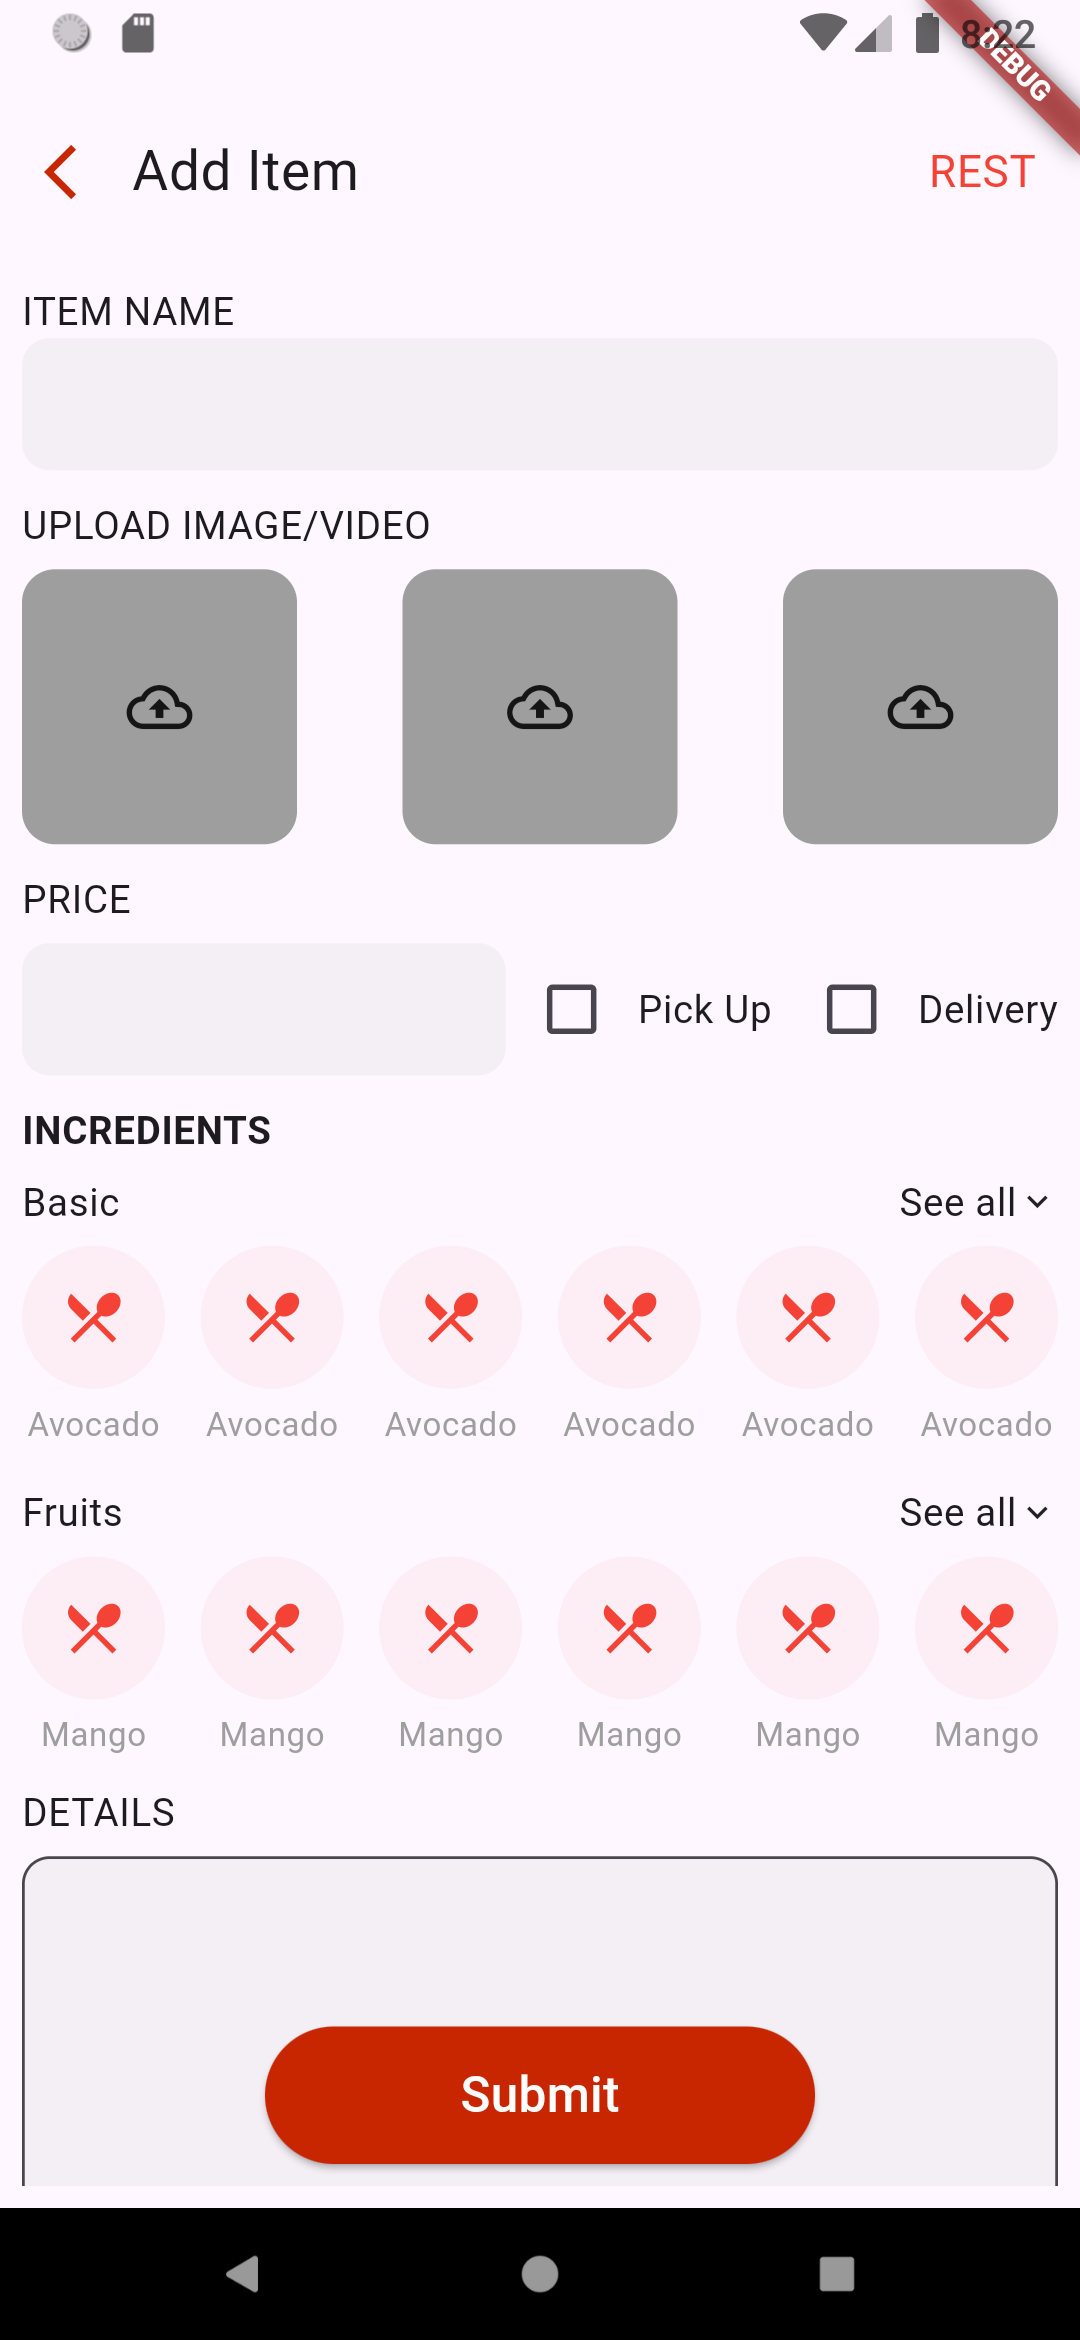 8:22
DEBUG
Add Item
REST
ITEM NAME
UPLOAD IMAGE/VIDEO
PRICE
Pick Up
Delivery
INCREDIENTS
Basic
See all
Avocado Avocado Avocado Avocado Avocado Avocado
Fruits
See all
Mango Mango Mango Mango Mango Mango
DETAILS
Submit